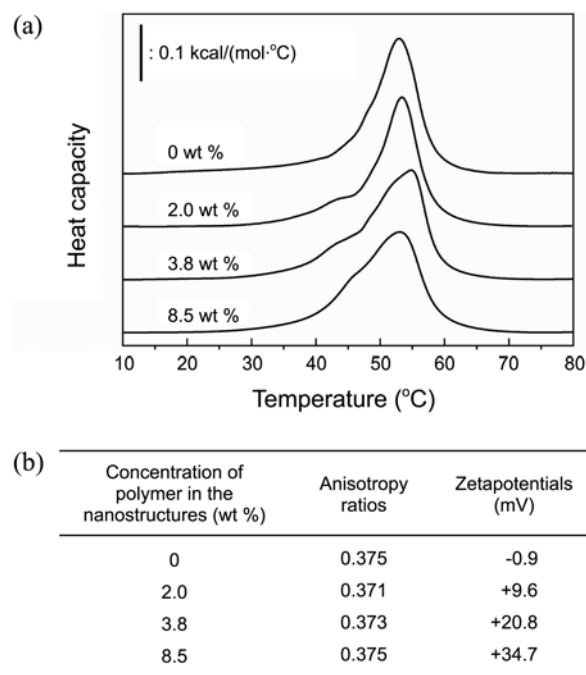 (a)
: 0.1 kcal/(mol·°C)
Heat capacity
0 wt %
2.0 wt %
3.8 wt %
8.5 wt %
10 20 30 40 50 60 70 80
Temperature (°C)
(b)
Concentration of
polymer in the
nanostructures (wt %)
Anisotropy
ratios
Zetapotentials
(mV)
0 0.375 -0.9
2.0 0.371 +9.6
3.8 0.373 +20.8
8.5 0.375 +34.7